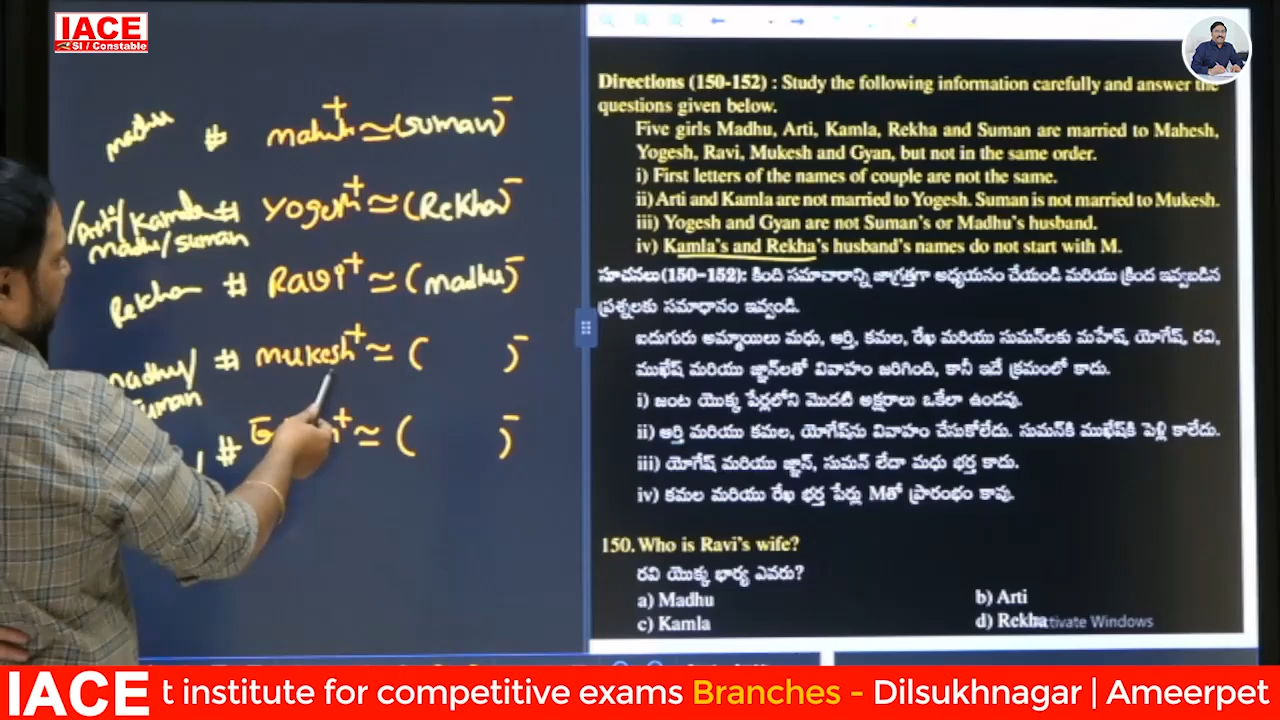 IACE
SI / Constable
madhu # mahesh+ ≃ (suman)-
/Arti/ Kamla # Yogesh+ ≃ (Rekha)-
madhu/suman
Rekha # Ravi+ ≃ (madhu)-
madhu/ # mukesh+ ≃ ( )-
suman
# + ≃ ( )-
Directions (150-152) : Study the following information carefully and answer the
questions given below.
Five girls Madhu, Arti, Kamla, Rekha and Suman are married to Mahesh,
Yogesh, Ravi, Mukesh and Gyan, but not in the same order.
i) First letters of the names of couple are not the same.
ii) Arti and Kamla are not married to Yogesh. Suman is not married to Mukesh.
iii) Yogesh and Gyan are not Suman's or Madhu's husband.
iv) Kamla's and Rekha's husband's names do not start with M.
సూచనలు(150-152): కింది సమాచారాన్ని జాగ్రత్తగా అధ్యయనం చేయండి మరియు క్రింద ఇవ్వబడిన
ప్రశ్నలకు సమాధానం ఇవ్వండి.
ఐదుగురు అమ్మాయిలు మధు, ఆర్తి, కమల, రేఖ మరియు సుమన్‌లకు మహేష్, యోగేష్, రవి,
ముఖేష్ మరియు జ్ఞాన్‌లతో వివాహం జరిగింది, కానీ ఇదే క్రమంలో కాదు.
i) జంట యొక్క పేర్లలోని మొదటి అక్షరాలు ఒకేలా ఉండవు.
ii) ఆర్తి మరియు కమల, యోగేష్‌ను వివాహం చేసుకోలేదు. సుమన్‌కి ముఖేష్‌కి పెళ్లి కాలేదు.
iii) యోగేష్ మరియు జ్ఞాన్, సుమన్ లేదా మధు భర్త కాదు.
iv) కమల మరియు రేఖ భర్త పేర్లు Mతో ప్రారంభం కావు.
150. Who is Ravi's wife?
రవి యొక్క భార్య ఎవరు?
a) Madhu b) Arti
c) Kamla d) Rekha
Activate Windows
IACE t institute for competitive exams Branches - Dilsukhnagar | Ameerpet